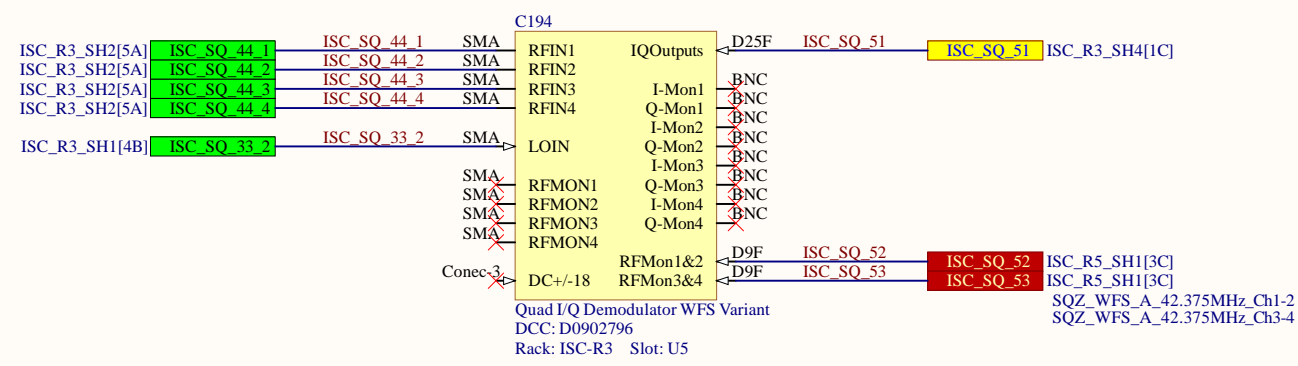 C194
ISC_R3_SH2[5A] ISC_SQ_44_1 ISC_SQ_44_1 SMA RFIN1 IQOutputs D25F ISC_SQ_51 ISC_SQ_51 ISC_R3_SH4[1C]
ISC_R3_SH2[5A] ISC_SQ_44_2 ISC_SQ_44_2 SMA RFIN2
ISC_R3_SH2[5A] ISC_SQ_44_3 ISC_SQ_44_3 SMA RFIN3 I-Mon1 BNC
ISC_R3_SH2[5A] ISC_SQ_44_4 ISC_SQ_44_4 SMA RFIN4 Q-Mon1 BNC
I-Mon2 BNC
ISC_R3_SH1[4B] ISC_SQ_33_2 ISC_SQ_33_2 SMA LOIN Q-Mon2 BNC
I-Mon3 BNC
SMA RFMON1 Q-Mon3 BNC
SMA RFMON2 I-Mon4 BNC
SMA RFMON3 Q-Mon4 BNC
SMA RFMON4
RFMon1&2 D9F ISC_SQ_52 ISC_SQ_52 ISC_R5_SH1[3C]
Conec-3 DC+/-18 RFMon3&4 D9F ISC_SQ_53 ISC_SQ_53 ISC_R5_SH1[3C]
SQZ_WFS_A_42.375MHz_Ch1-2
SQZ_WFS_A_42.375MHz_Ch3-4
Quad I/Q Demodulator WFS Variant
DCC: D0902796
Rack: ISC-R3 Slot: U5